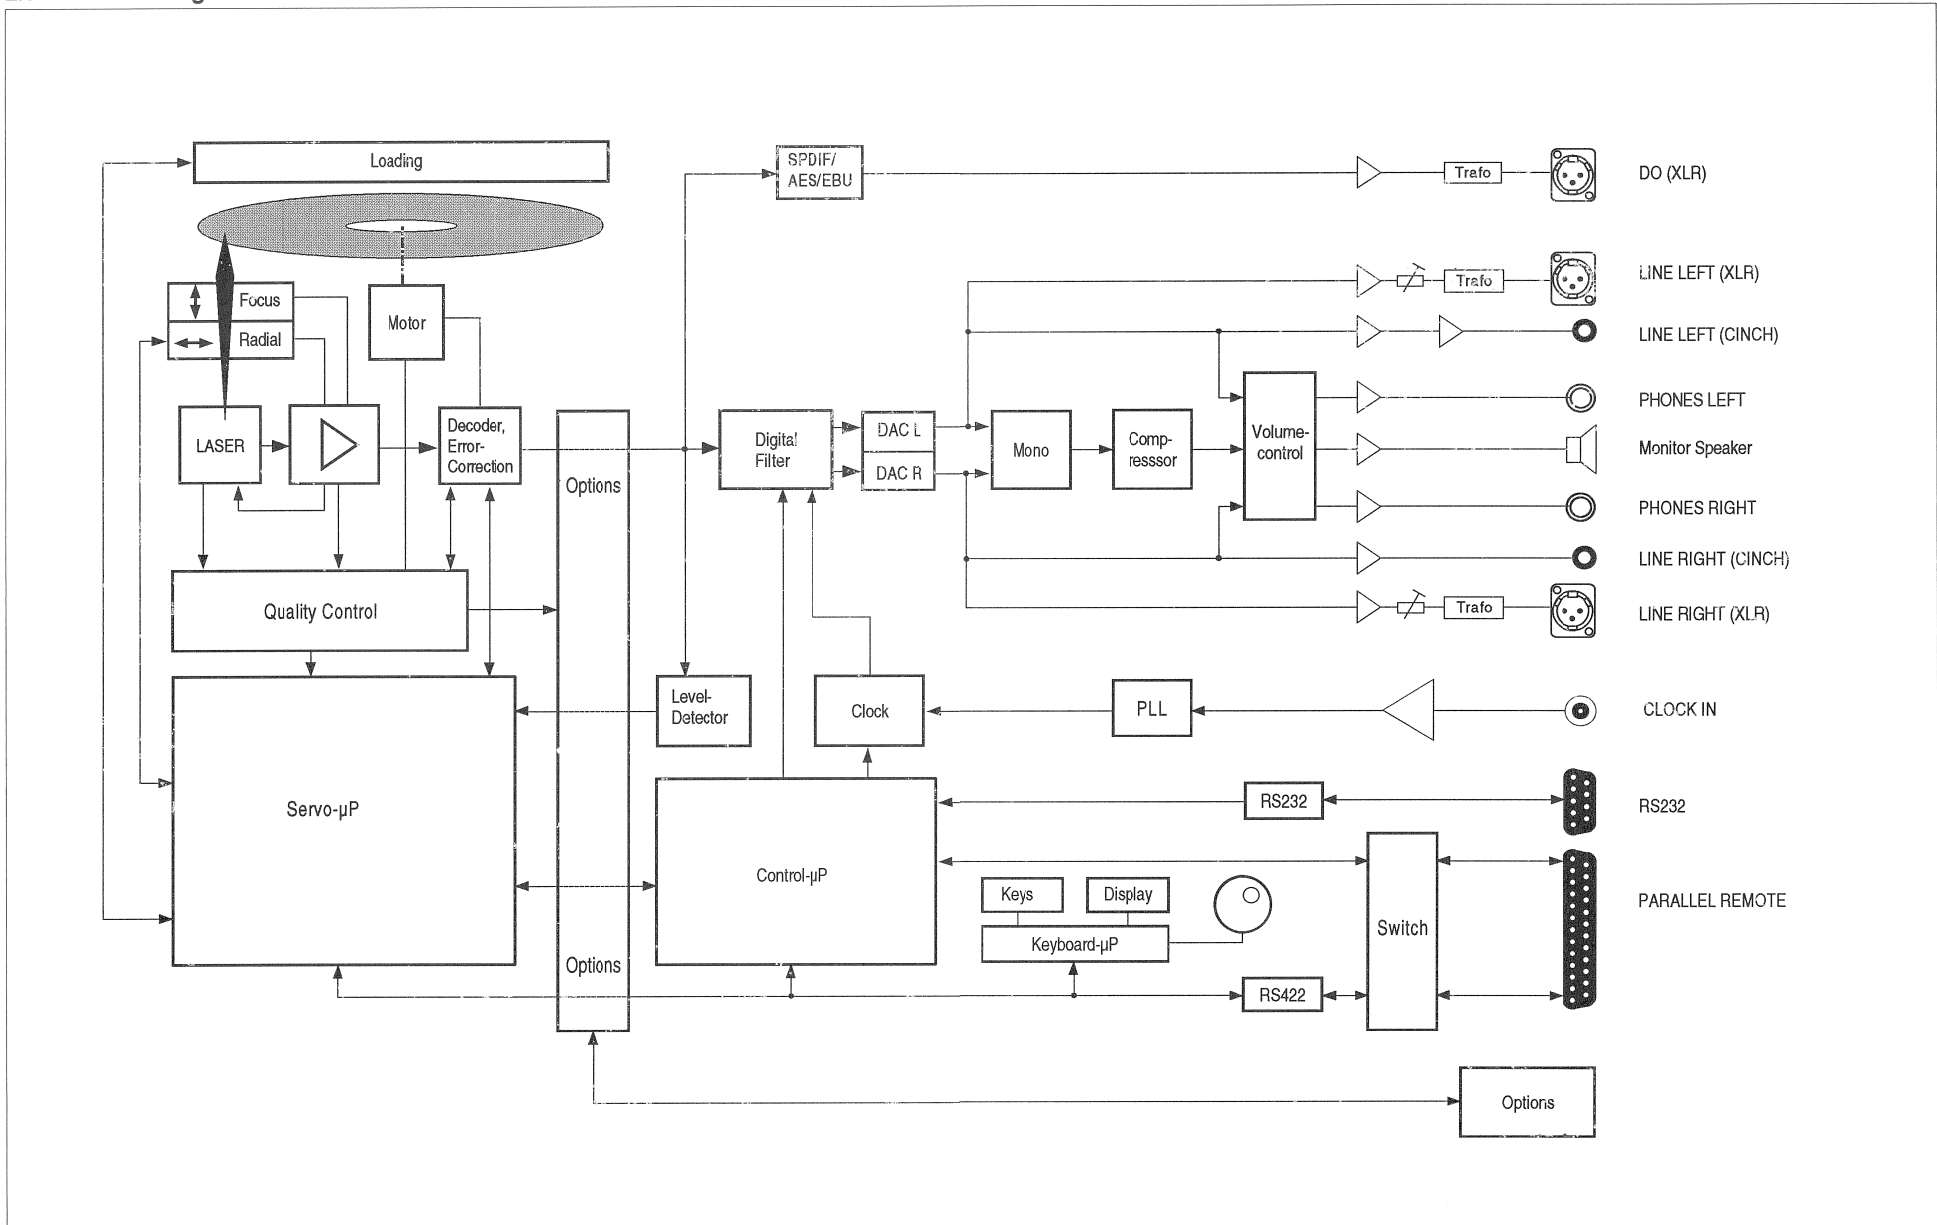 Loading
SPDIF/
AES/EBU
Trafo
DO (XLR)
Focus
Radial
Motor
Trafo
LINE LEFT (XLR)
LINE LEFT (CINCH)
LASER
Decoder,
Error-
Correction
Options
Digital
Filter
DAC L
DAC R
Mono
Comp-
resssor
Volume-
control
PHONES LEFT
Monitor Speaker
PHONES RIGHT
LINE RIGHT (CINCH)
Trafo
LINE RIGHT (XLR)
Quality Control
Level-
Detector
Clock
PLL
CLOCK IN
Servo-µP
Control-µP
RS232
RS232
Keys
Display
Keyboard-µP
Switch
PARALLEL REMOTE
Options
RS422
Options